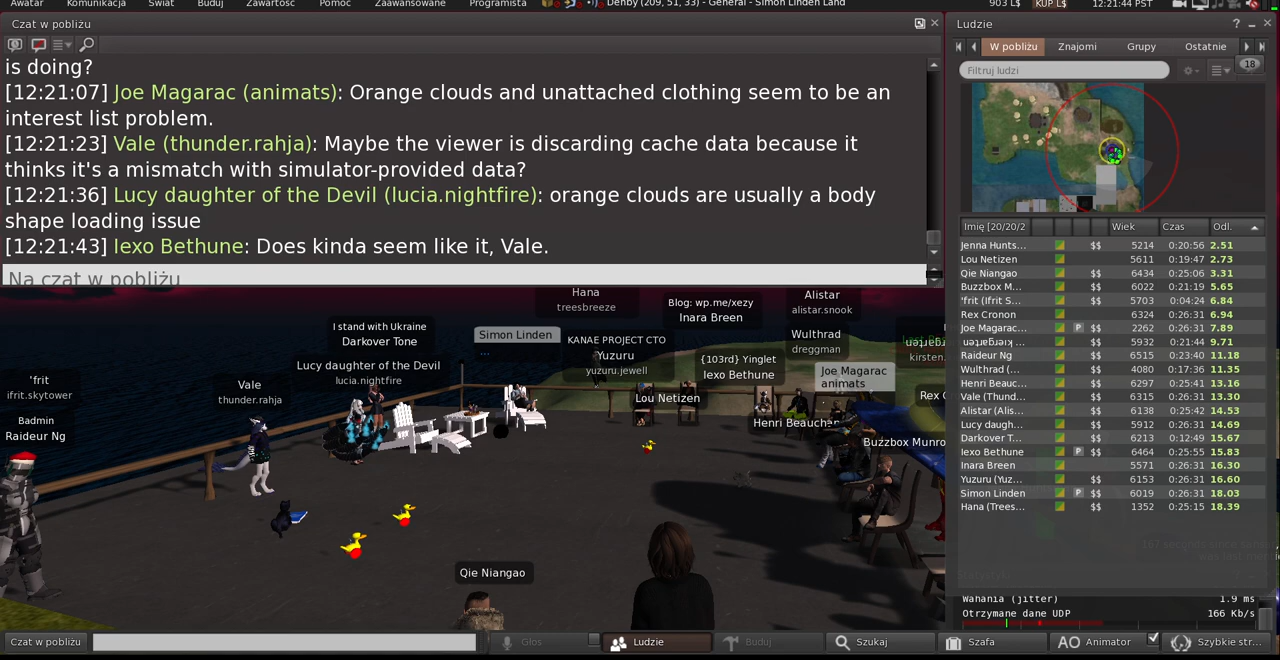 Awatar Komunikacja Świat Buduj Zawartość Pomoc Zaawansowane Programista Denby (209, 51, 33) - General - Simon Linden Land 903 L$ KUP L$ 12:21:44 PST
Czat w pobliżu
is doing?
[12:21:07] Joe Magarac (animats): Orange clouds and unattached clothing seem to be an
interest list problem.
[12:21:23] Vale (thunder.rahja): Maybe the viewer is discarding cache data because it
thinks it's a mismatch with simulator-provided data?
[12:21:36] Lucy daughter of the Devil (lucia.nightfire): orange clouds are usually a body
shape loading issue
[12:21:43] Iexo Bethune: Does kinda seem like it, Vale.
Na czat w pobliżu
Hana
treesbreeze
Blog: wp.me/xezy
Inara Breen
Alistar
alistar.snook
I stand with Ukraine
Darkover Tone
Simon Linden
...
KANAE PROJECT CTO
Yuzuru
yuzuru.jewell
Wulthrad
dreggman
kirsten.
Lucy daughter of the Devil
lucia.nightfire
{103rd} Yinglet
Iexo Bethune
Joe Magarac
animats
'frit
ifrit.skytower
Vale
thunder.rahja
Lou Netizen
Rex C
Badmin
Raideur Ng
Henri Beauchan
Buzzbox Munro
Qie Niangao
Ludzie
W pobliżu Znajomi Grupy Ostatnie
Filtruj ludzi
18
Imię [20/20/2 Wiek Czas Odl.
Jenna Hunts... $$ 5214 0:20:56 2.51
Lou Netizen 5611 0:19:47 2.73
Qie Niangao $$ 6434 0:25:06 3.31
Buzzbox M... $$ 6022 0:21:19 5.65
'frit (Ifrit S... $$ 5703 0:04:24 6.84
Rex Cronon 6324 0:26:31 6.94
Joe Magarac... P $$ 2262 0:26:31 7.89
$$ 5932 0:21:44 9.71
Raideur Ng $$ 6515 0:23:40 11.18
Wulthrad (... $$ 4080 0:17:36 11.35
Henri Beauc... $$ 6297 0:25:41 13.16
Vale (Thund... $$ 6315 0:26:31 13.30
Alistar (Alis... $$ 6138 0:25:42 14.53
Lucy daugh... $$ 5912 0:26:31 14.69
Darkover T... $$ 6213 0:12:49 15.67
Iexo Bethune P $$ 6464 0:25:55 15.83
Inara Breen 5571 0:26:31 16.30
Yuzuru (Yuz... $$ 6153 0:26:31 16.60
Simon Linden P $$ 6019 0:26:31 18.03
Hana (Trees... $$ 1352 0:25:15 18.39
Wahania (jitter) 1.9 ms
Otrzymane dane UDP 166 Kb/s
Czat w pobliżu Głos Ludzie Buduj Szukaj Szafa AO Animator Szybkie str...